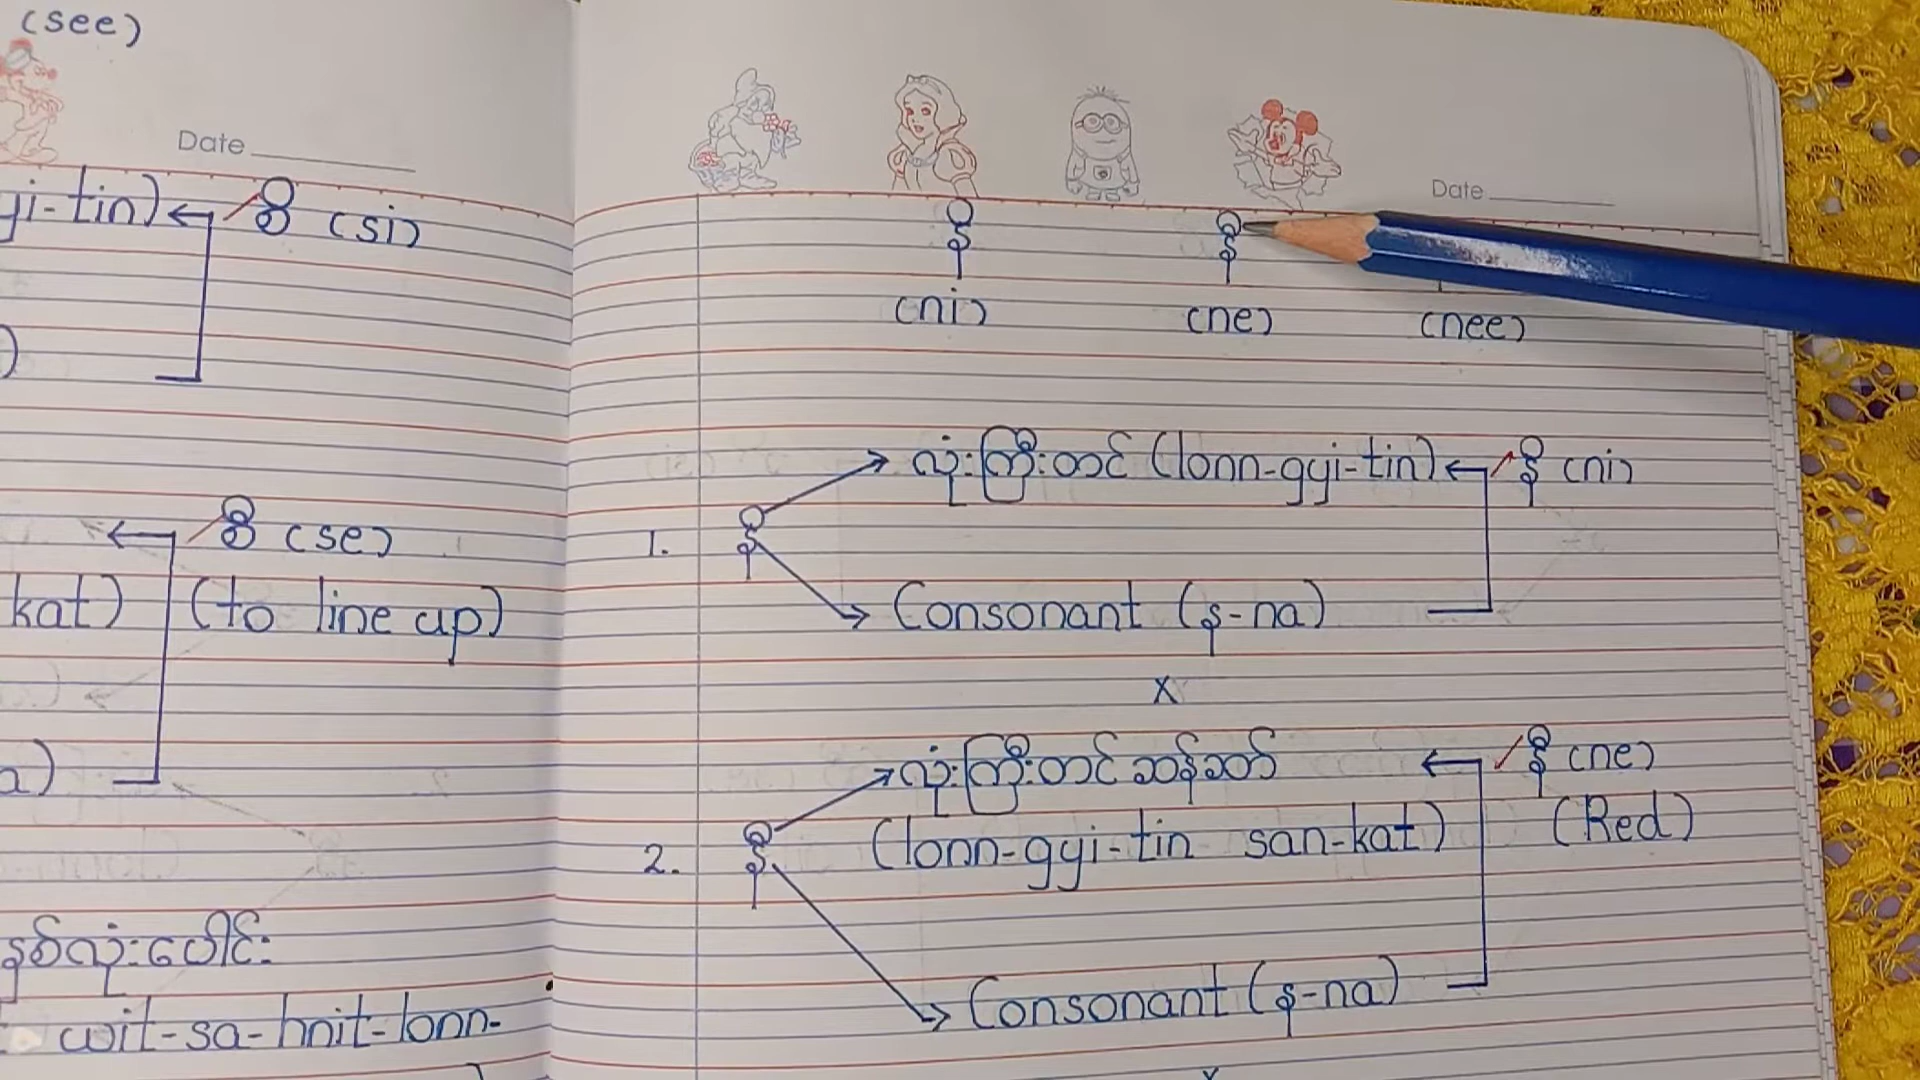 (see)
Date
yi-tin) ← စိ (si)
)
← စီ (se)
kat) (to line up)
a)
နှစ်လုံးပေါက်:
wit-sa-hnit-lonn-
Date
နိ နီ
(ni) (ne) (nee)
လုံးကြီးတင် (lonn-gyi-tin) ← နိ (ni)
1. နိ
Consonant (န-na)
X
လုံးကြီးတင်ဆန်ခတ် ← နီ (ne)
(lonn-gyi-tin san-kat) (Red)
2. နီ
Consonant (န-na)
X